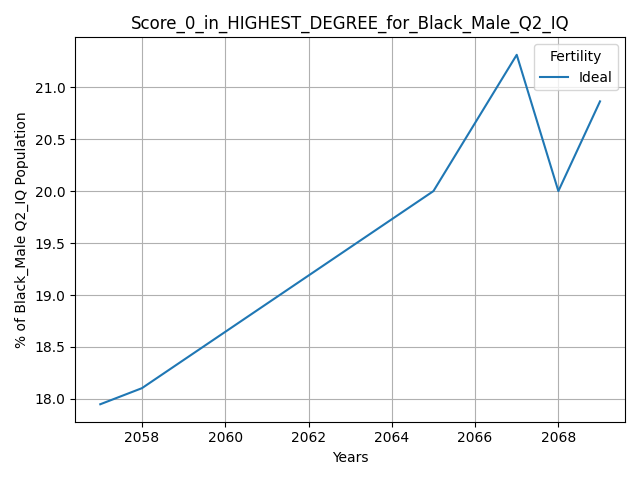 Score_0_in_HIGHEST_DEGREE_for_Black_Male_Q2_IQ
Fertility
Ideal
% of Black_Male Q2_IQ Population
21.0
20.5
20.0
19.5
19.0
18.5
18.0
2058 2060 2062 2064 2066 2068
Years